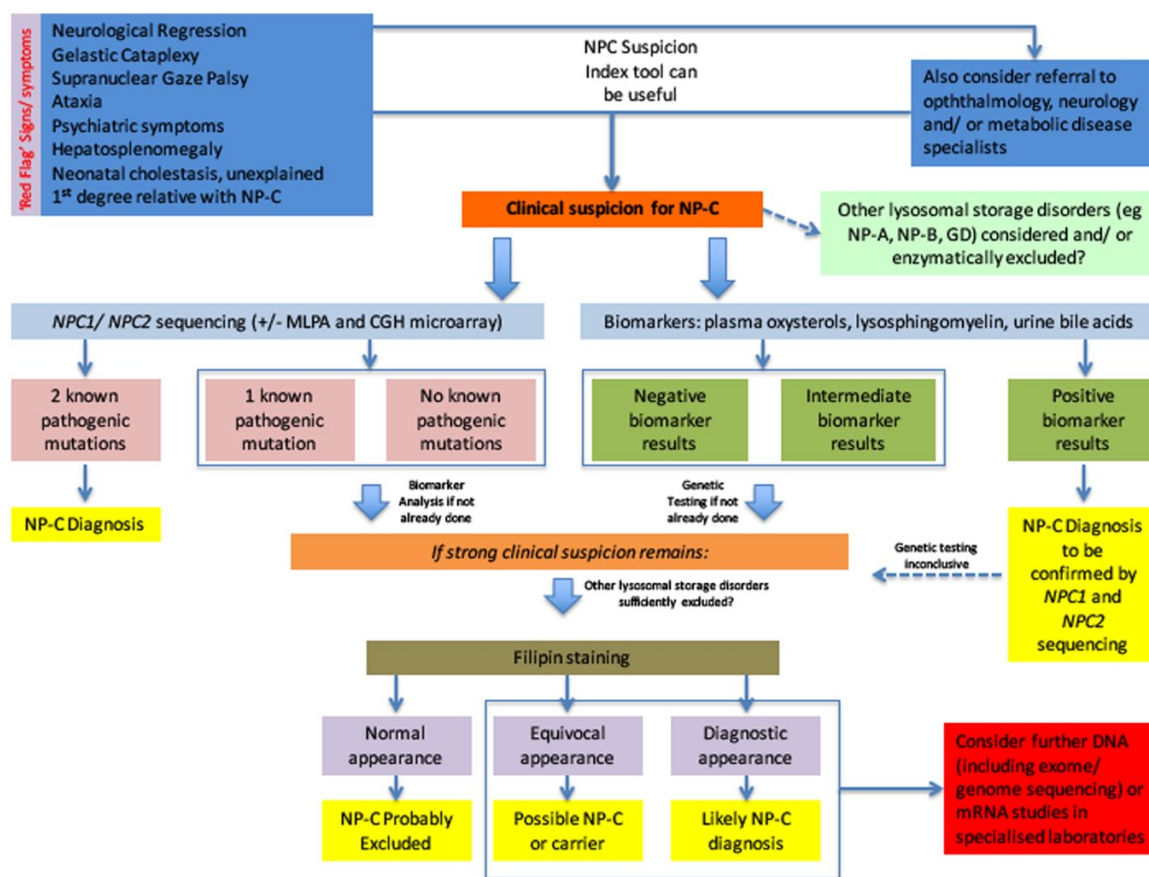 'Red Flag' Signs/ symptoms
Neurological Regression
Gelastic Cataplexy
Supranuclear Gaze Palsy
Ataxia
Psychiatric symptoms
Hepatosplenomegaly
Neonatal cholestasis, unexplained
1st degree relative with NP-C
NPC Suspicion
Index tool can
be useful
Also consider referral to
opthalmology, neurology
and/ or metabolic disease
specialists
Clinical suspicion for NP-C
Other lysosomal storage disorders (eg
NP-A, NP-B, GD) considered and/ or
enzymatically excluded?
NPC1/ NPC2 sequencing (+/- MLPA and CGH microarray)
Biomarkers: plasma oxysterols, lysosphingomyelin, urine bile acids
2 known
pathogenic
mutations
1 known
pathogenic
mutation
No known
pathogenic
mutations
Negative
biomarker
results
Intermediate
biomarker
results
Positive
biomarker
results
NP-C Diagnosis
Biomarker
Analysis if not
already done
Genetic
Testing if not
already done
If strong clinical suspicion remains:
Genetic testing
inconclusive
NP-C Diagnosis
to be
confirmed by
NPC1 and
NPC2
sequencing
Other lysosomal storage disorders
sufficiently excluded?
Filipin staining
Normal
appearance
Equivocal
appearance
Diagnostic
appearance
NP-C Probably
Excluded
Possible NP-C
or carrier
Likely NP-C
diagnosis
Consider further DNA
(including exome/
genome sequencing) or
mRNA studies in
specialised laboratories